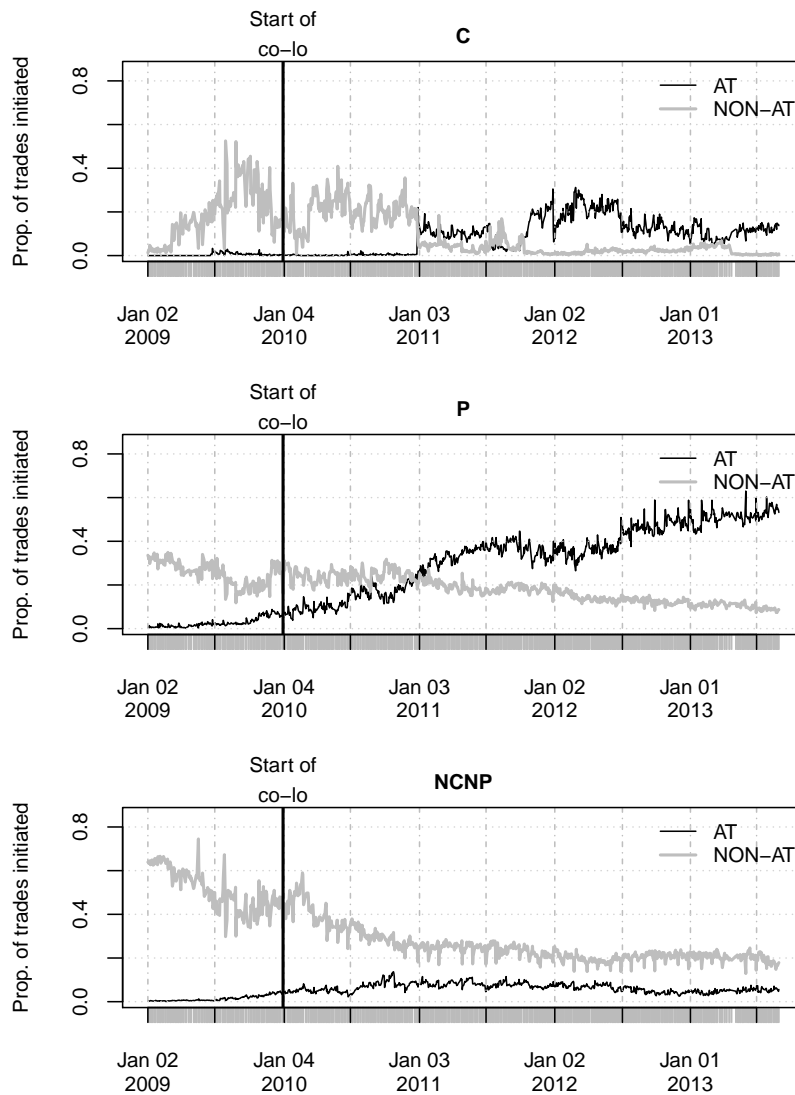 Start of
co-lo
C
Prop. of trades initiated
0.0
0.4
0.8
AT
NON−AT
Jan 02
2009
Jan 04
2010
Jan 03
2011
Jan 02
2012
Jan 01
2013
Start of
co-lo
P
Prop. of trades initiated
0.0
0.4
0.8
AT
NON−AT
Jan 02
2009
Jan 04
2010
Jan 03
2011
Jan 02
2012
Jan 01
2013
Start of
co-lo
NCNP
Prop. of trades initiated
0.0
0.4
0.8
AT
NON−AT
Jan 02
2009
Jan 04
2010
Jan 03
2011
Jan 02
2012
Jan 01
2013